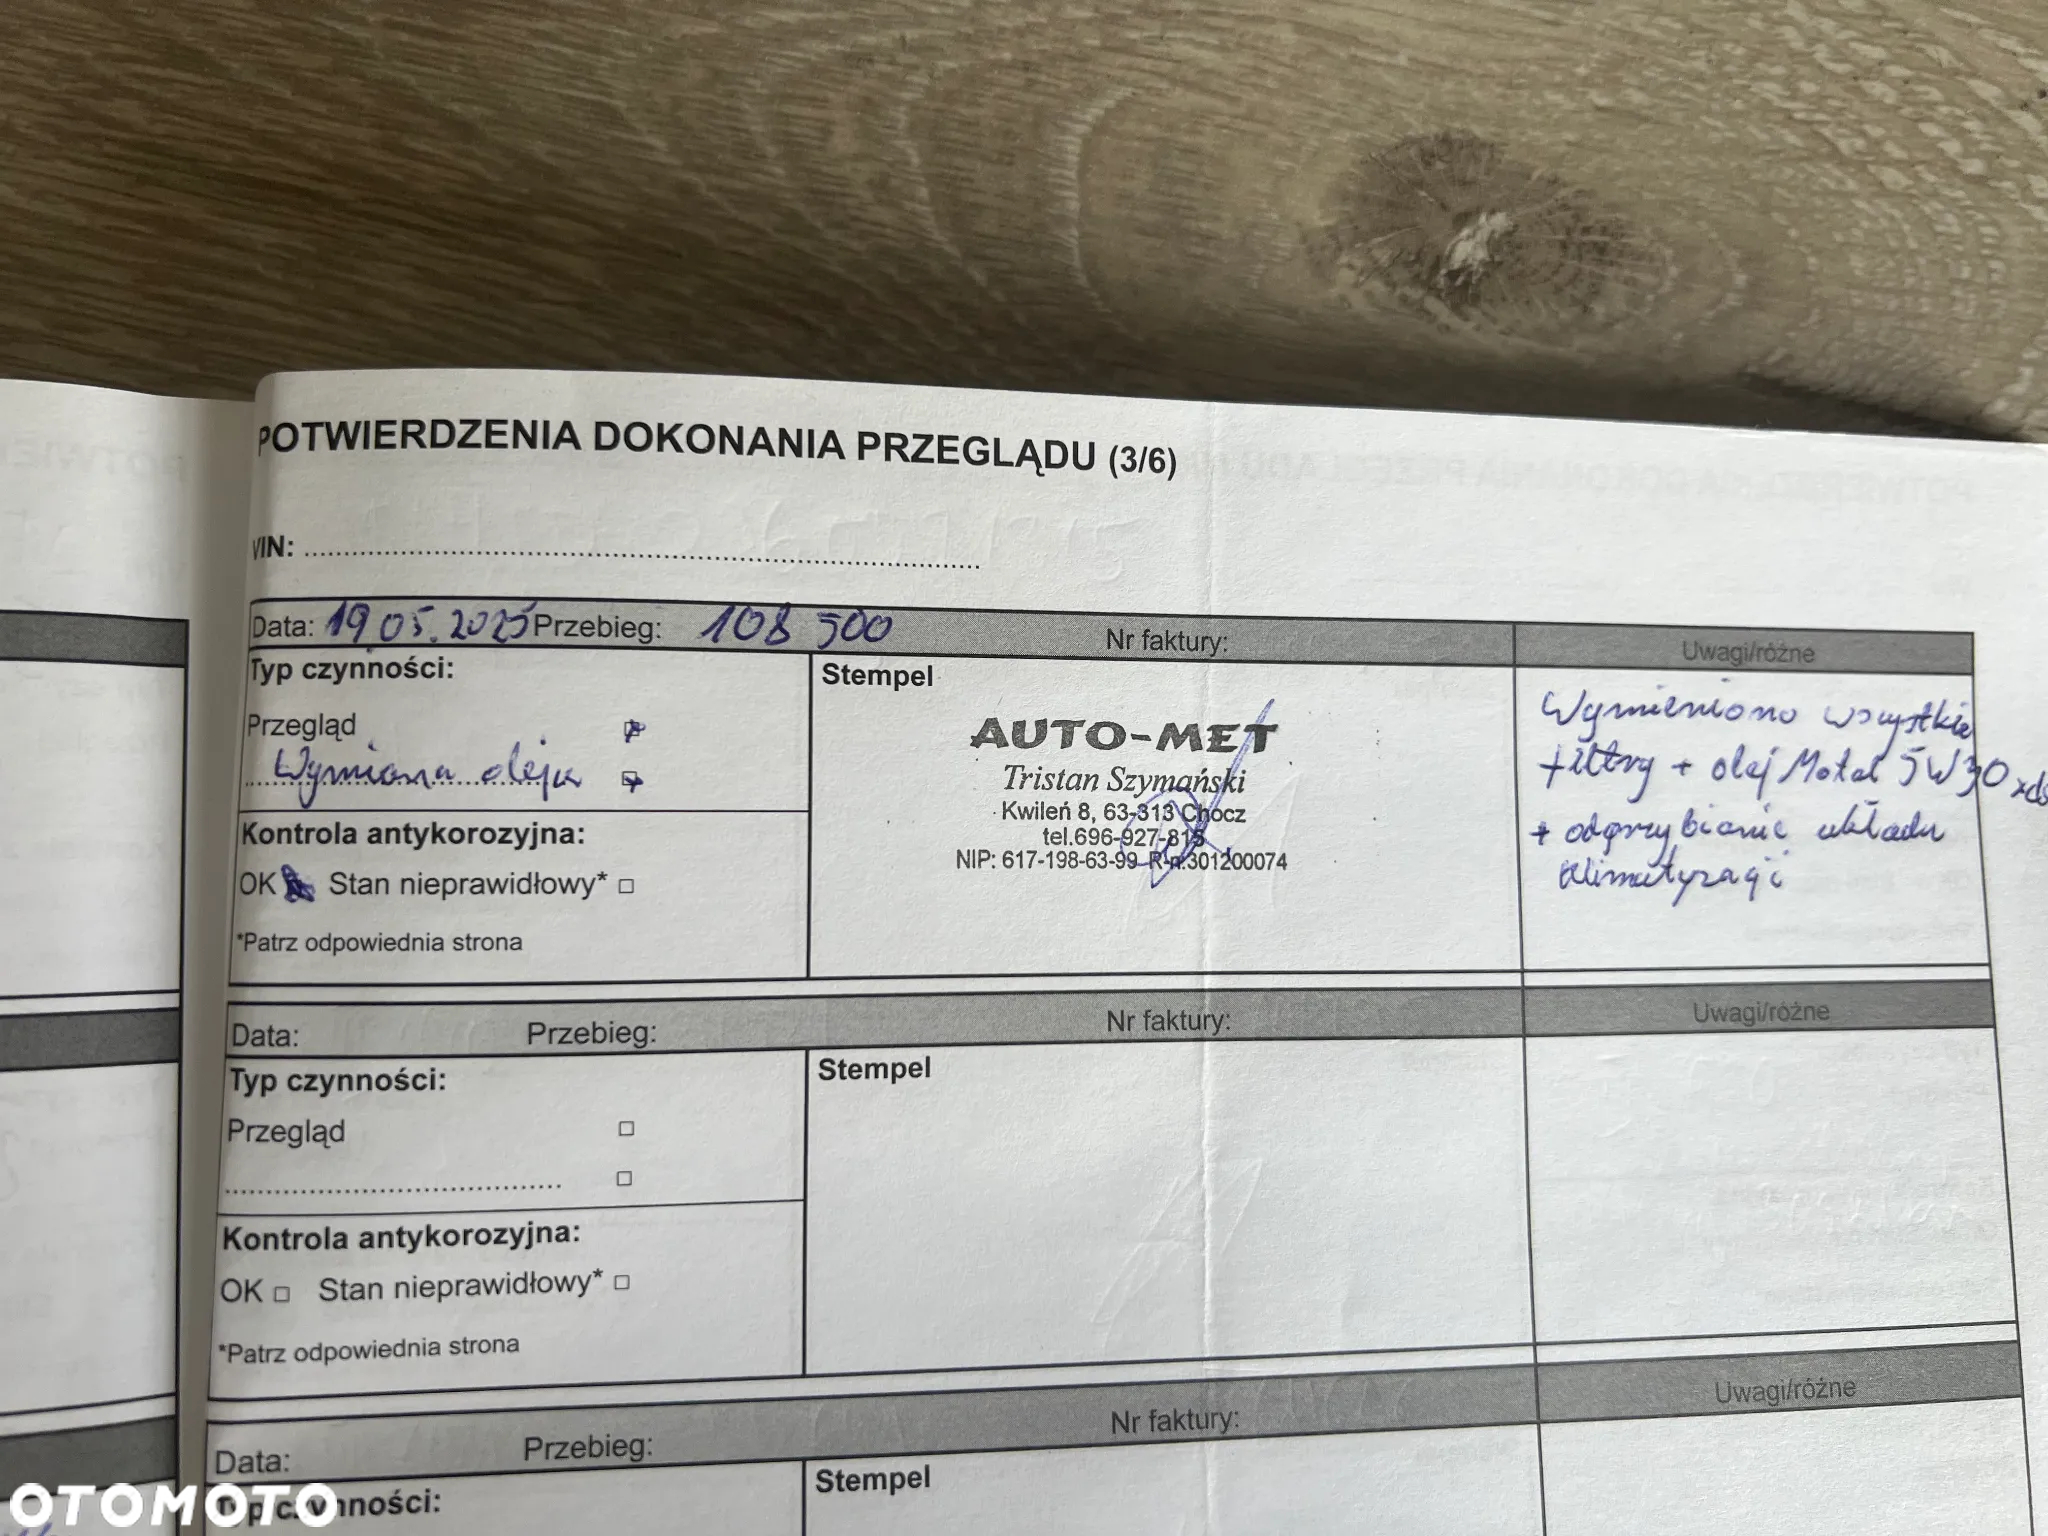 POTWIERDZENIA DOKONANIA PRZEGLĄDU (3/6)
VIN:
Data: 19 05. 2025 Przebieg: 108 500 Nr faktury: Uwagi/różne
Typ czynności:
Przegląd
Wymiana oleju
Kontrola antykorozyjna:
OK Stan nieprawidłowy*
*Patrz odpowiednia strona
Stempel
AUTO-MET
Tristan Szymański
Kwileń 8, 63-313 Chocz
tel.696-927-815
NIP: 617-198-63-99 R-n.301200074
Wymieniono wszystkie
filtry + olej Motul 5W30
+ odgrzybianie układu
klimatyzacji
Data: Przebieg: Nr faktury: Uwagi/różne
Typ czynności:
Przegląd
Kontrola antykorozyjna:
OK Stan nieprawidłowy*
*Patrz odpowiednia strona
Stempel
Data: Przebieg: Nr faktury: Uwagi/różne
Typ czynności:
Stempel
OTOMOTO